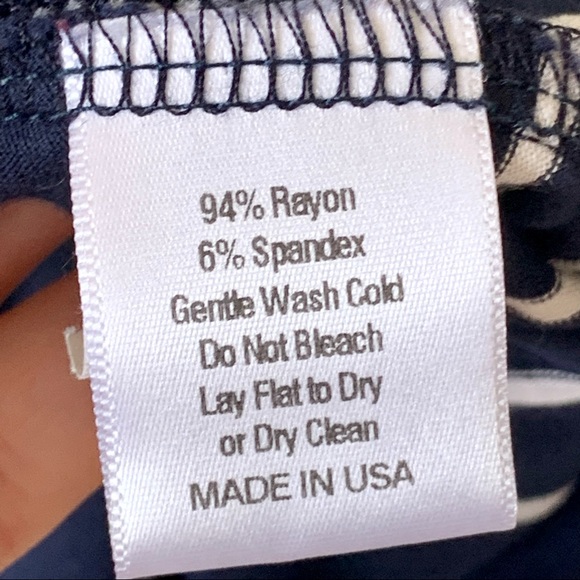 94% Rayon
6% Spandex
Gentle Wash Cold
Do Not Bleach
Lay Flat to Dry
or Dry Clean
MADE IN USA